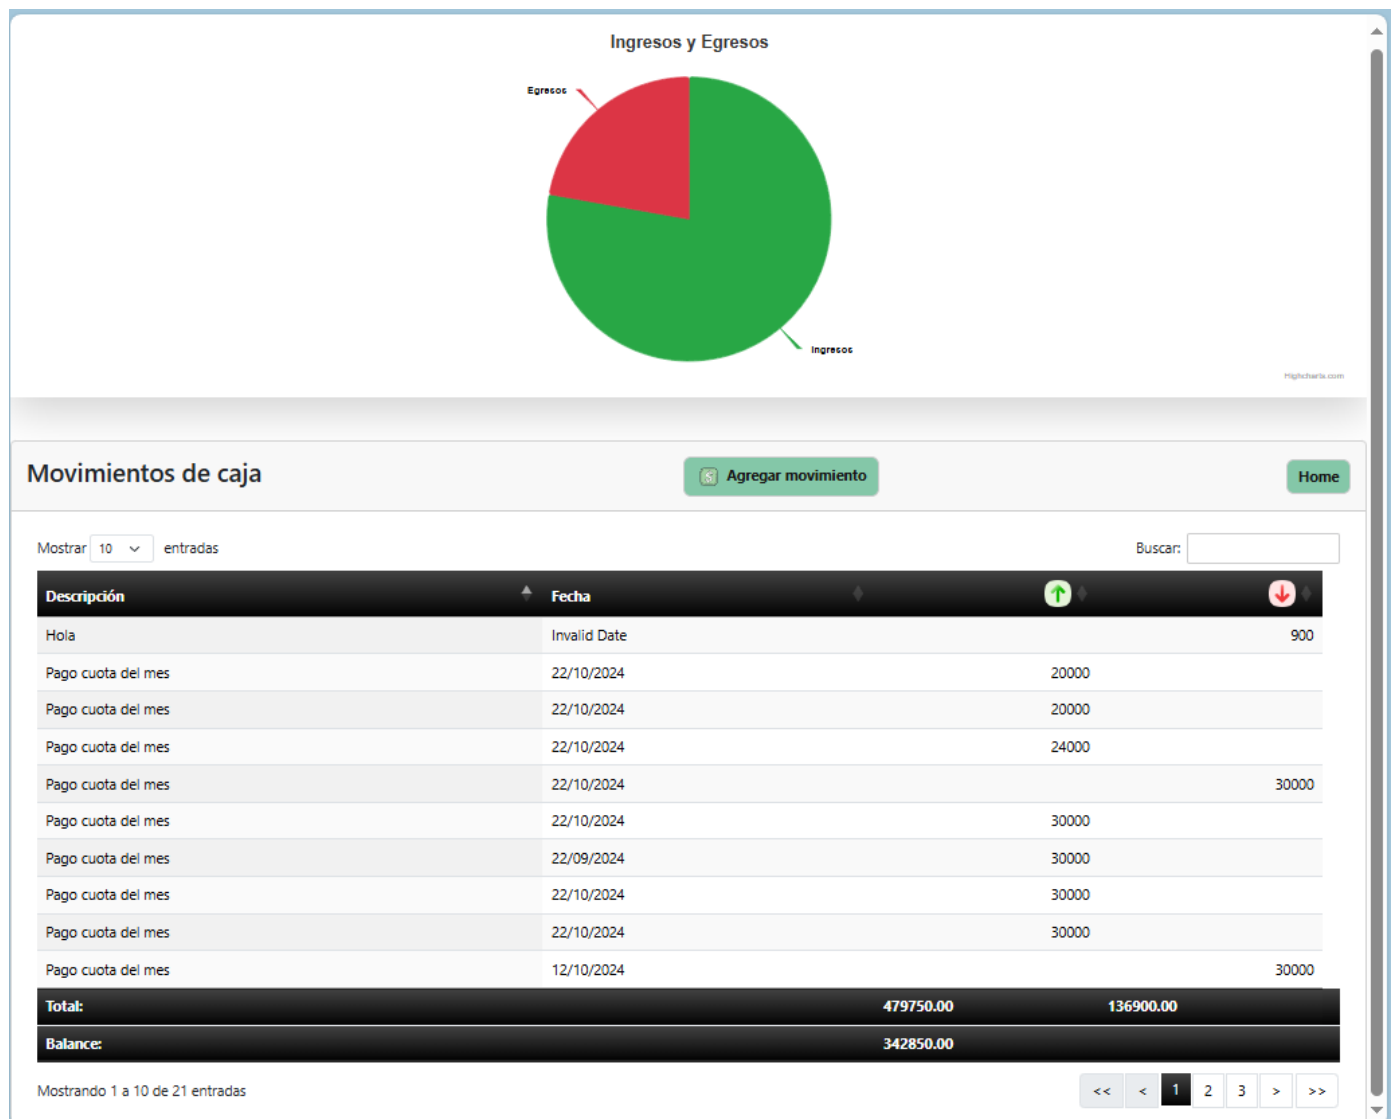 Ingresos y Egresos
Egresos
Ingresos
Highcharts.com
Movimientos de caja
Agregar movimiento
Home
Mostrar 10 entradas
Buscar:
Descripción Fecha
Hola Invalid Date 900
Pago cuota del mes 22/10/2024 20000
Pago cuota del mes 22/10/2024 20000
Pago cuota del mes 22/10/2024 24000
Pago cuota del mes 22/10/2024 30000
Pago cuota del mes 22/10/2024 30000
Pago cuota del mes 22/09/2024 30000
Pago cuota del mes 22/10/2024 30000
Pago cuota del mes 22/10/2024 30000
Pago cuota del mes 12/10/2024 30000
Total: 479750.00 136900.00
Balance: 342850.00
Mostrando 1 a 10 de 21 entradas
<< < 1 2 3 > >>